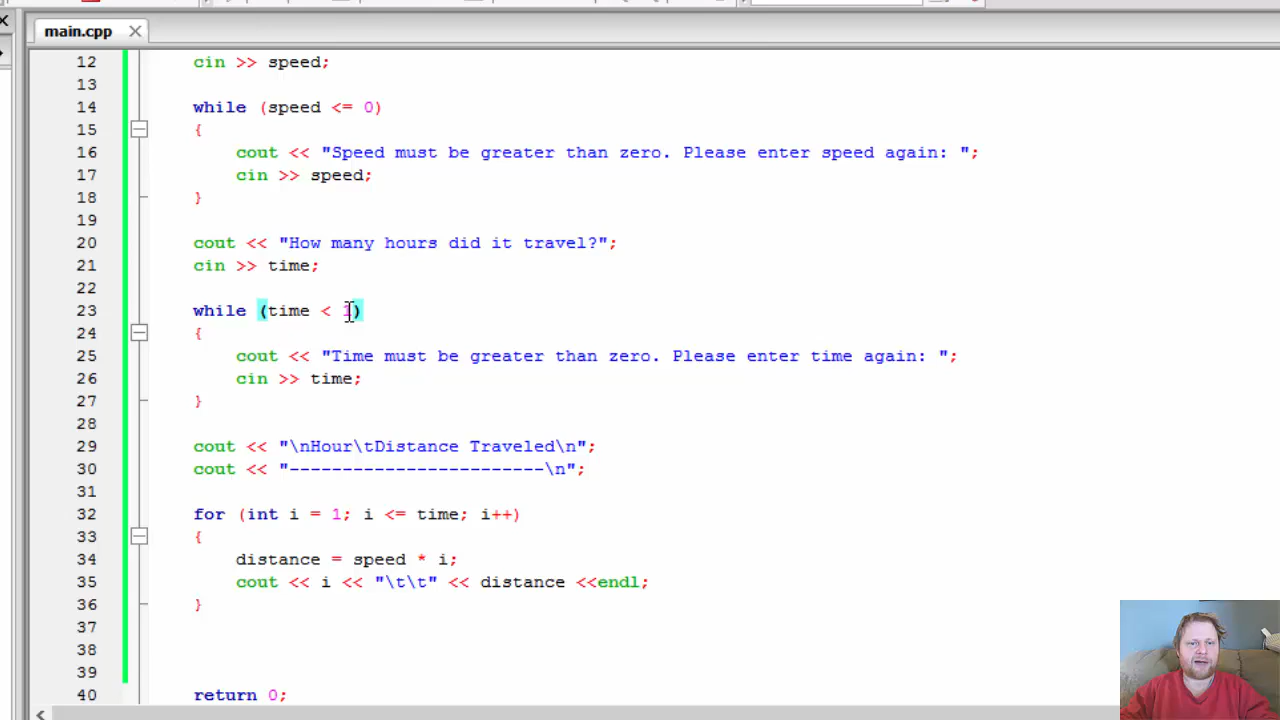 main.cpp
12 cin >> speed;
13
14 while (speed <= 0)
15 {
16 cout << "Speed must be greater than zero. Please enter speed again: ";
17 cin >> speed;
18 }
19
20 cout << "How many hours did it travel?";
21 cin >> time;
22
23 while (time < 1)
24 {
25 cout << "Time must be greater than zero. Please enter time again: ";
26 cin >> time;
27 }
28
29 cout << "\nHour\tDistance Traveled\n";
30 cout << "------------------------\n";
31
32 for (int i = 1; i <= time; i++)
33 {
34 distance = speed * i;
35 cout << i << "\t\t" << distance <<endl;
36 }
37
38
39
40 return 0;